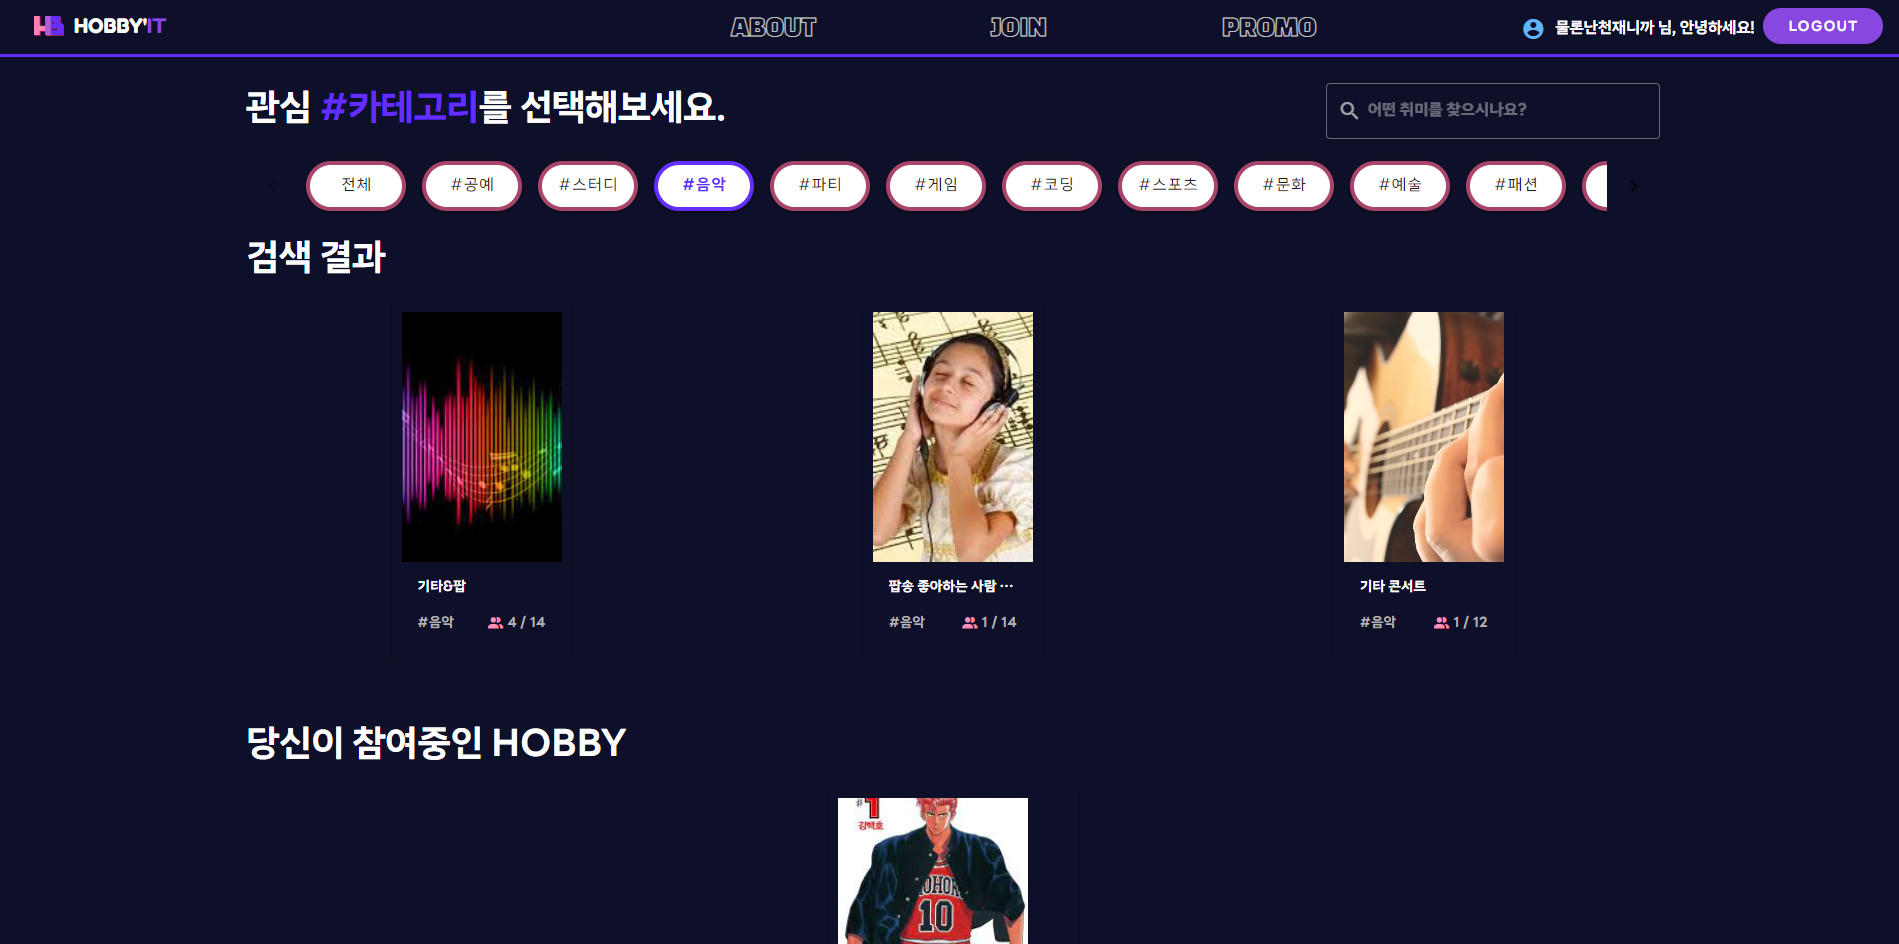 HOBBY'IT
ABOUT
JOIN
PROMO
물론난천재니까 님, 안녕하세요!
LOGOUT
관심 #카테고리를 선택해보세요.
어떤 취미를 찾으시나요?
전체
#공예
#스터디
#음악
#파티
#게임
#코딩
#스포츠
#문화
#예술
#패션
검색 결과
기타&팝
#음악 4 / 14
팝송 좋아하는 사람 ...
#음악 1 / 14
기타 콘서트
#음악 1 / 12
당신이 참여중인 HOBBY
#1
강백호
10